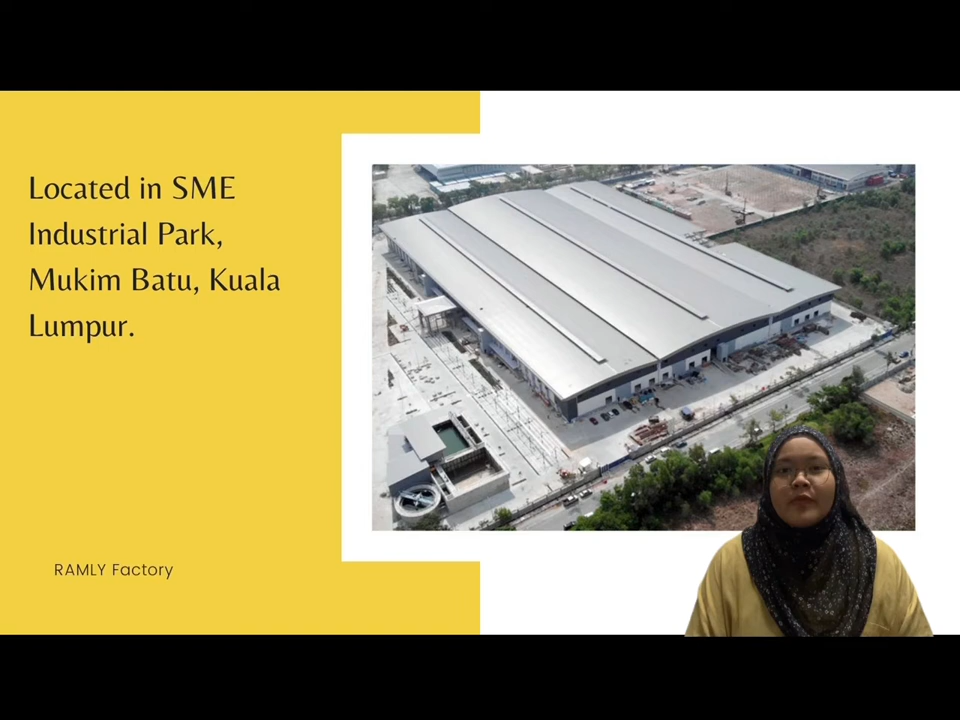 Located in SME
Industrial Park,
Mukim Batu, Kuala
Lumpur.
RAMLY Factory